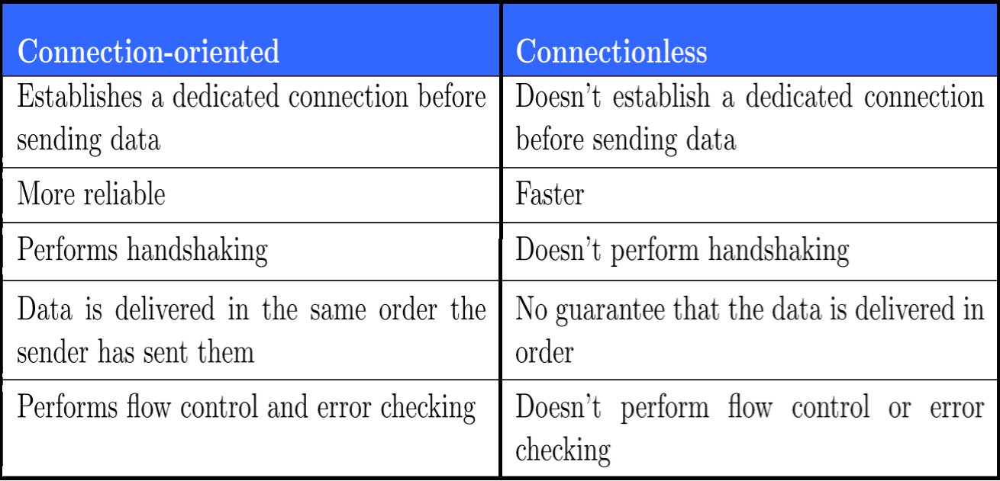 Connection-oriented
Connectionless
Establishes a dedicated connection before
sending data
Doesn't establish a dedicated connection
before sending data
More reliable
Faster
Performs handshaking
Doesn't perform handshaking
Data is delivered in the same order the
sender has sent them
No guarantee that the data is delivered in
order
Performs flow control and error checking
Doesn't perform flow control or error
checking